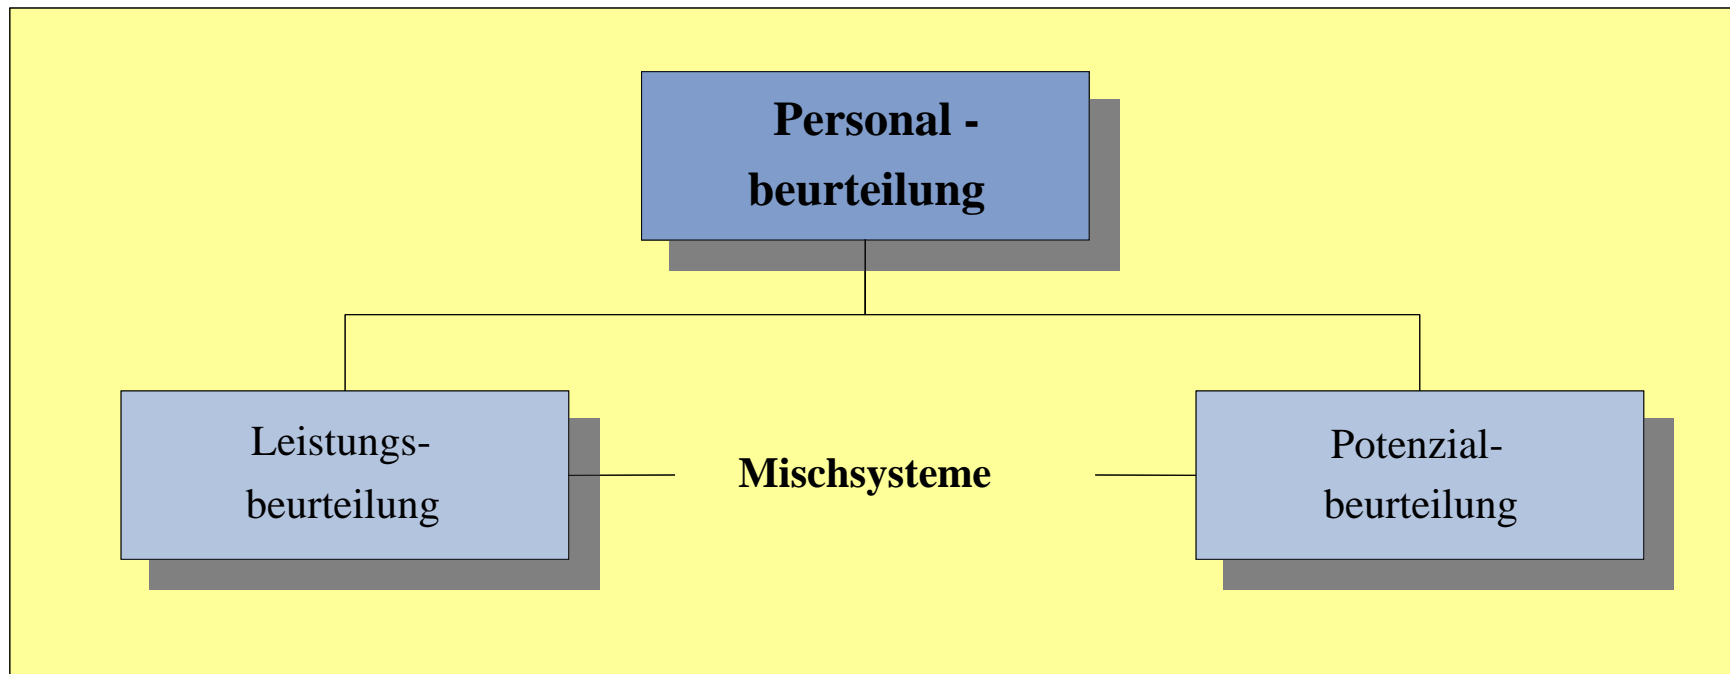 Personal -
beurteilung
Leistungs-
beurteilung
Mischsysteme
Potenzial-
beurteilung